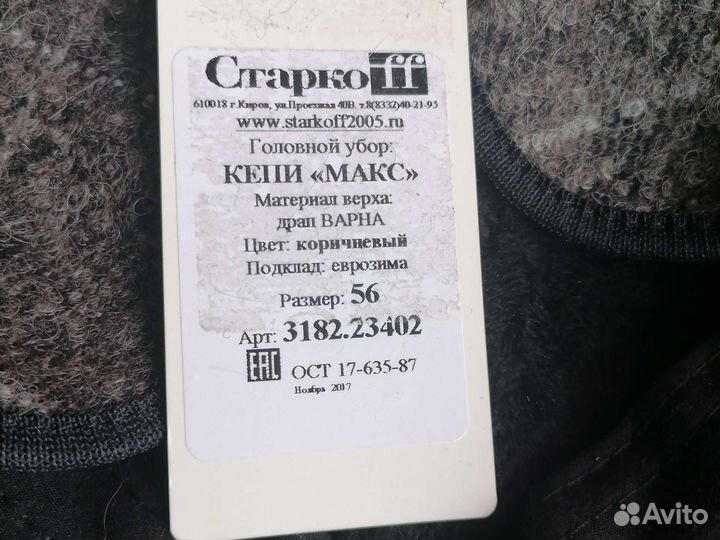 Старкоff
610018 г.Киров, ул.Проезжая 40В, т.8(8332)40-21-95
www.starkoff2005.ru
Головной убор:
КЕПИ «МАКС»
Материал верха:
драп ВАРНА
Цвет: коричневый
Подклад: еврозима
Размер: 56
Арт: 3182.23402
EAC ОСТ 17-635-87
Ноябрь 2017
Avito